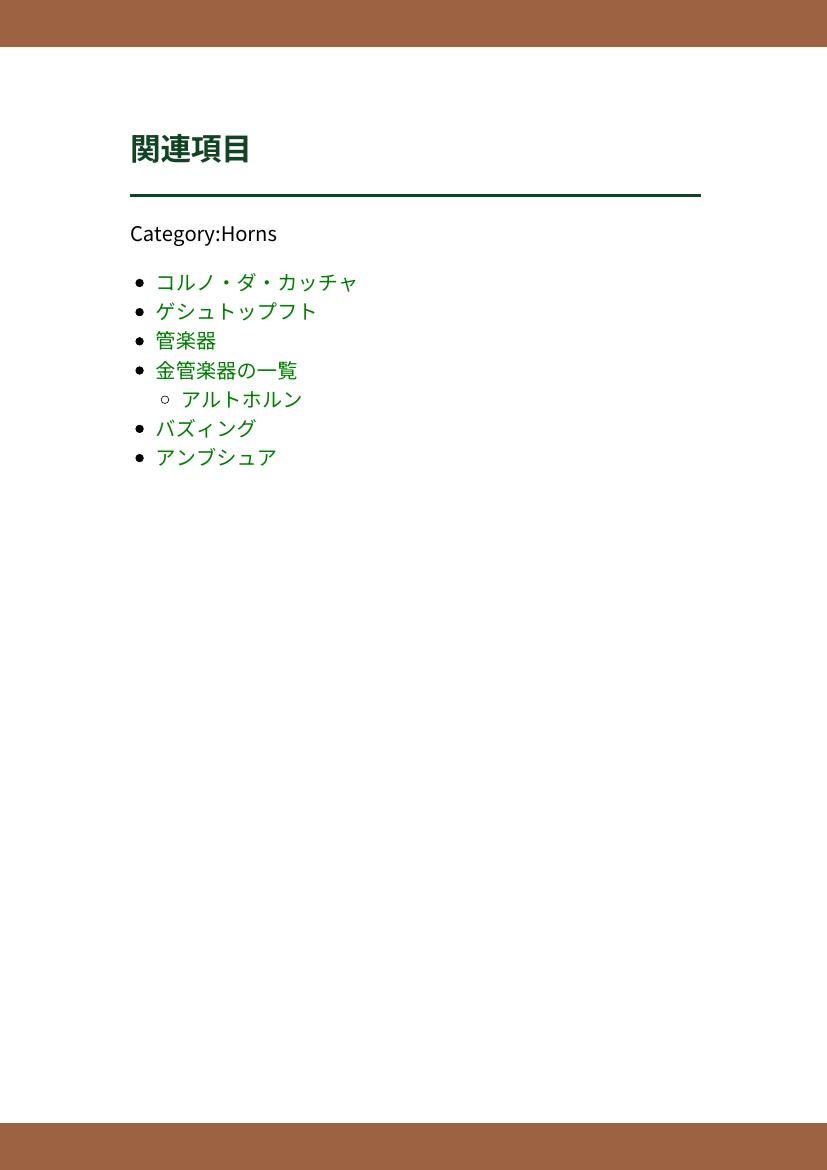 関連項目
Category:Horns
コルノ・ダ・カッチャ
ゲシュトップフト
管楽器
金管楽器の一覧
アルトホルン
バズィング
アンブシュア